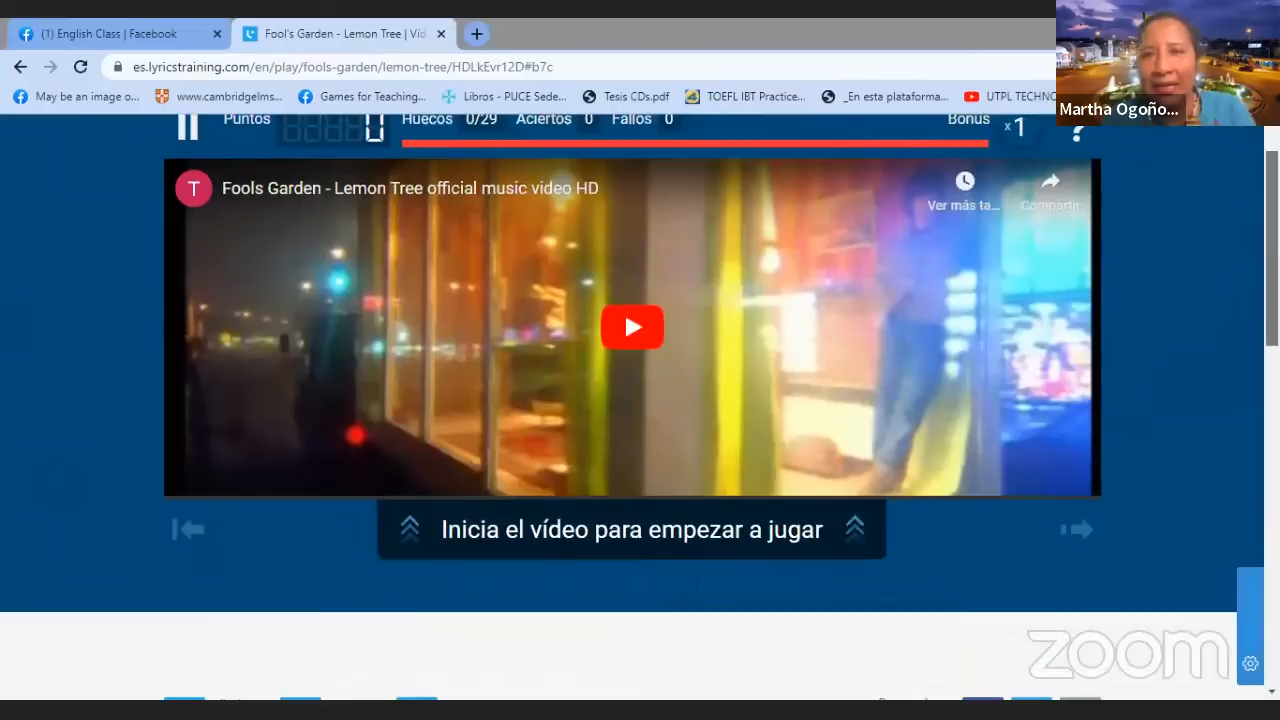 (1) English Class | Facebook
Fool's Garden - Lemon Tree | Vid
es.lyricstraining.com/en/play/fools-garden/lemon-tree/HDLkEvr12D#b7c
May be an image o...
www.cambridgelms...
Games for Teaching...
Libros - PUCE Sede...
Tesis CDs.pdf
TOEFL IBT Practice...
_En esta plataforma...
UTPL TECHNO
Martha Ogoño...
Puntos
0
Huecos 0/29
Aciertos 0
Fallos 0
Bonus
x1
?
T
Fools Garden - Lemon Tree official music video HD
Ver más ta...
Compartir
Inicia el vídeo para empezar a jugar
zoom